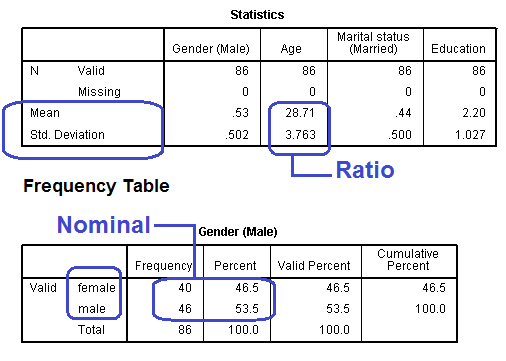 Statistics
Gender (Male) Age Marital status (Married) Education
N Valid 86 86 86 86
Missing 0 0 0 0
Mean .53 28.71 .44 2.20
Std. Deviation .502 3.763 .500 1.027
Ratio
Frequency Table
Nominal
Gender (Male)
Frequency Percent Valid Percent Cumulative Percent
Valid female 40 46.5 46.5 46.5
male 46 53.5 53.5 100.0
Total 86 100.0 100.0